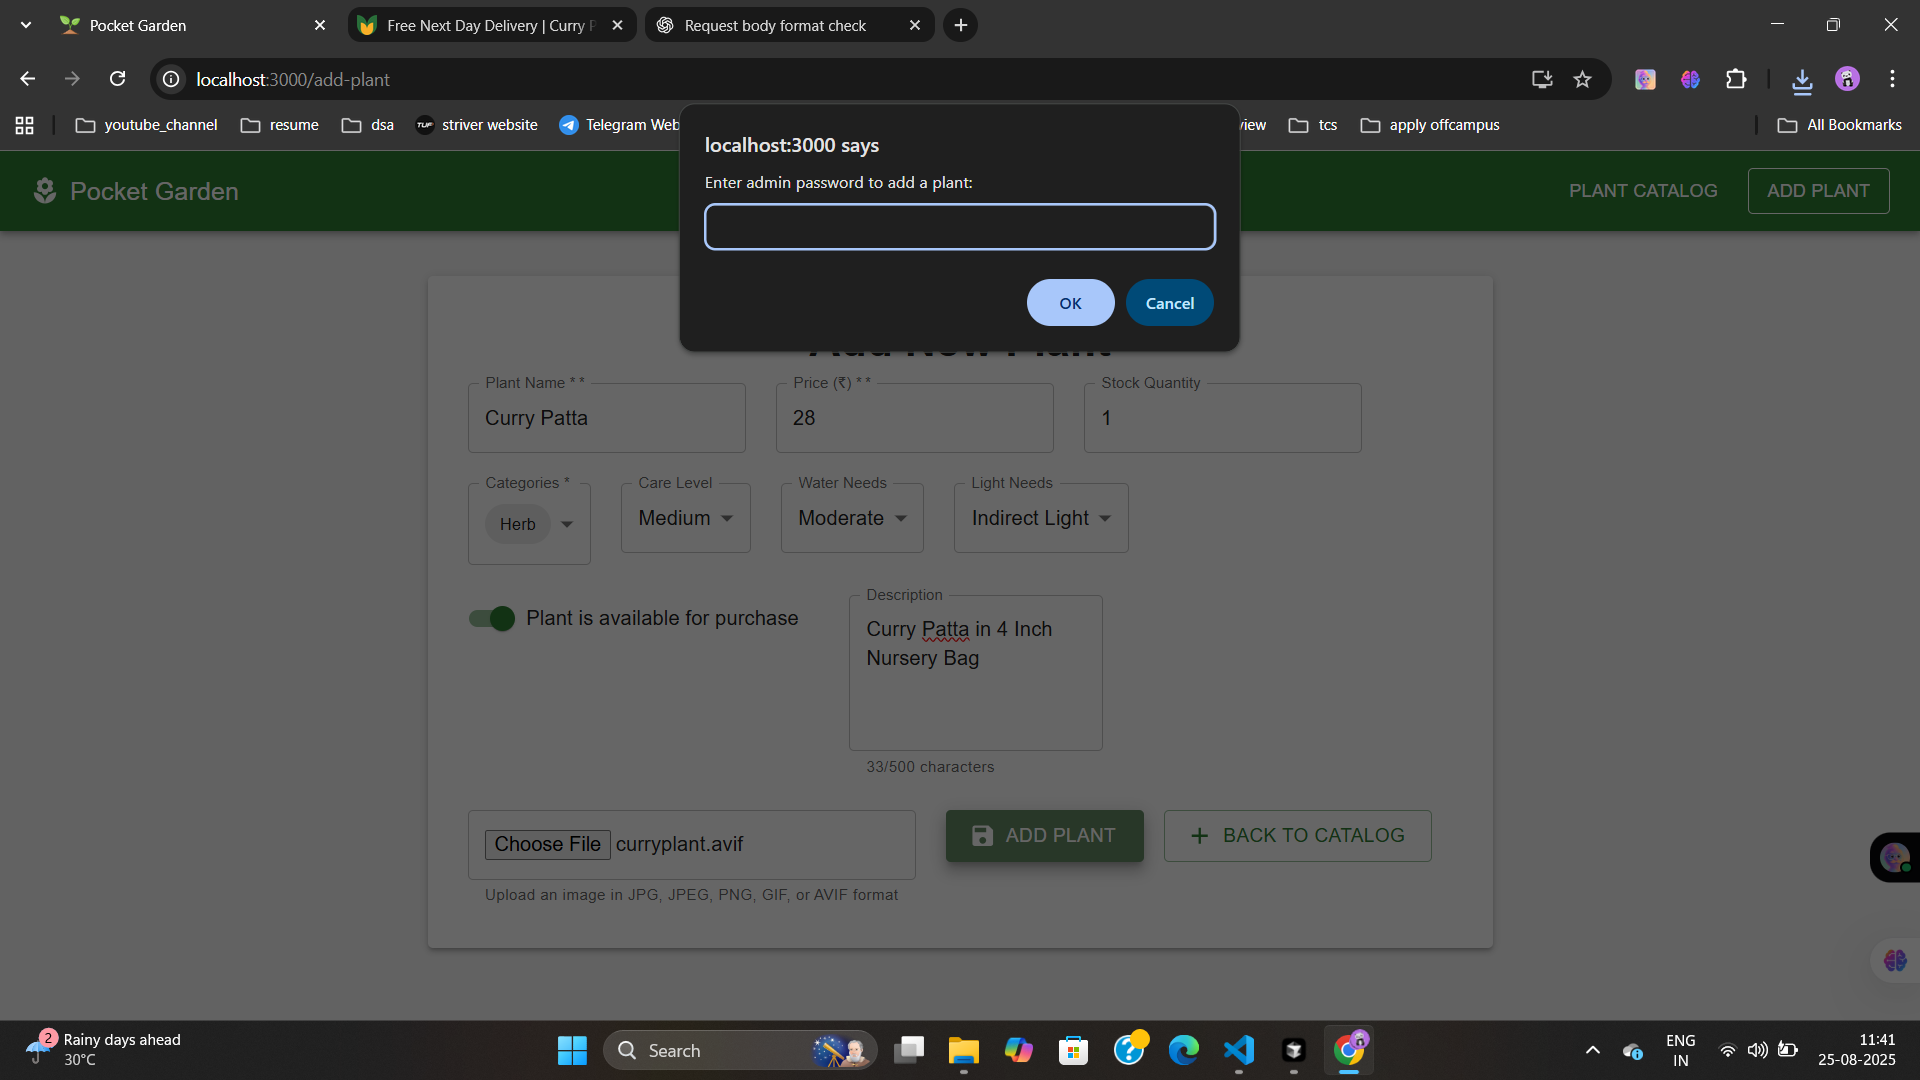 Pocket Garden
Free Next Day Delivery | Curry P
Request body format check
localhost:3000/add-plant
youtube_channel
resume
dsa
TUF
striver website
Telegram Web
view
tcs
apply offcampus
All Bookmarks
localhost:3000 says
Enter admin password to add a plant:
OK
Cancel
Pocket Garden
PLANT CATALOG
ADD PLANT
Add New Plant
Plant Name * *
Curry Patta
Price (₹) * *
28
Stock Quantity
1
Categories *
Herb
Care Level
Medium
Water Needs
Moderate
Light Needs
Indirect Light
Plant is available for purchase
Description
Curry Patta in 4 Inch
Nursery Bag
33/500 characters
Choose File curryplant.avif
Upload an image in JPG, JPEG, PNG, GIF, or AVIF format
ADD PLANT
BACK TO CATALOG
2
Rainy days ahead
30°C
Search
ENG
IN
11:41
25-08-2025